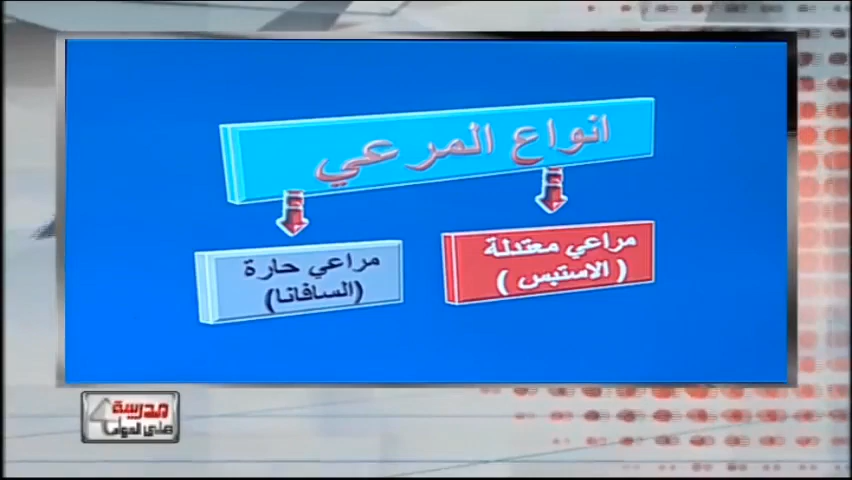 انواع المرعي
مراعي معتدلة
( الاستبس )
مراعي حارة
(السافانا)
مدرسة
على الهواء